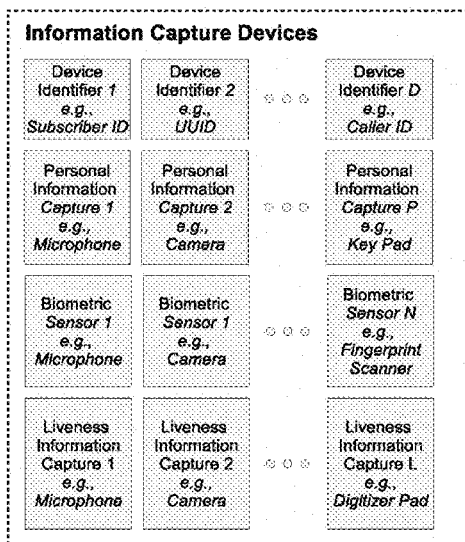 Information Capture Devices
Device
Identifier 1
e.g.,
Subscriber ID
Device
Identifier 2
e.g.,
UUID
Device
Identifier D
e.g.,
Caller ID
Personal
Information
Capture 1
e.g.,
Microphone
Personal
Information
Capture 2
e.g.,
Camera
Personal
Information
Capture P
e.g.,
Key Pad
Biometric
Sensor 1
e.g.,
Microphone
Biometric
Sensor 1
e.g.,
Camera
Biometric
Sensor N
e.g.,
Fingerprint
Scanner
Liveness
Information
Capture 1
e.g.,
Microphone
Liveness
Information
Capture 2
e.g.,
Camera
Liveness
Information
Capture L
e.g.,
Digitizer Pad